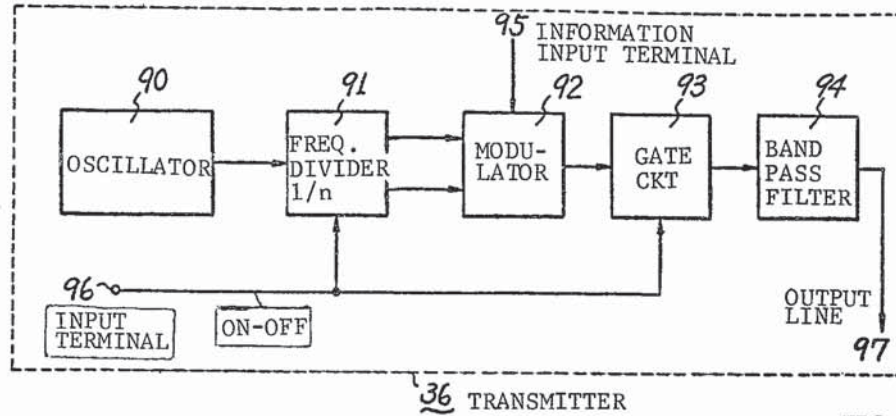 95 INFORMATION
INPUT TERMINAL
90
91
92
93
94
OSCILLATOR
FREQ.
DIVIDER
1/n
MODU-
LATOR
GATE
CKT
BAND
PASS
FILTER
96
INPUT
TERMINAL
ON-OFF
OUTPUT
LINE
97
36 TRANSMITTER